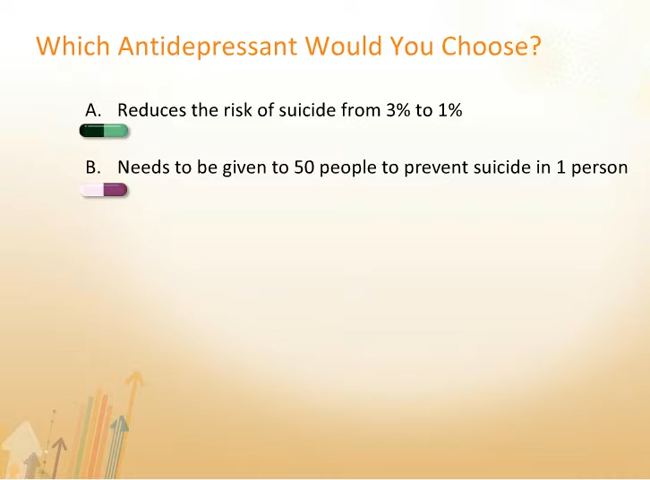 Which Antidepressant Would You Choose?
A. Reduces the risk of suicide from 3% to 1%
B. Needs to be given to 50 people to prevent suicide in 1 person